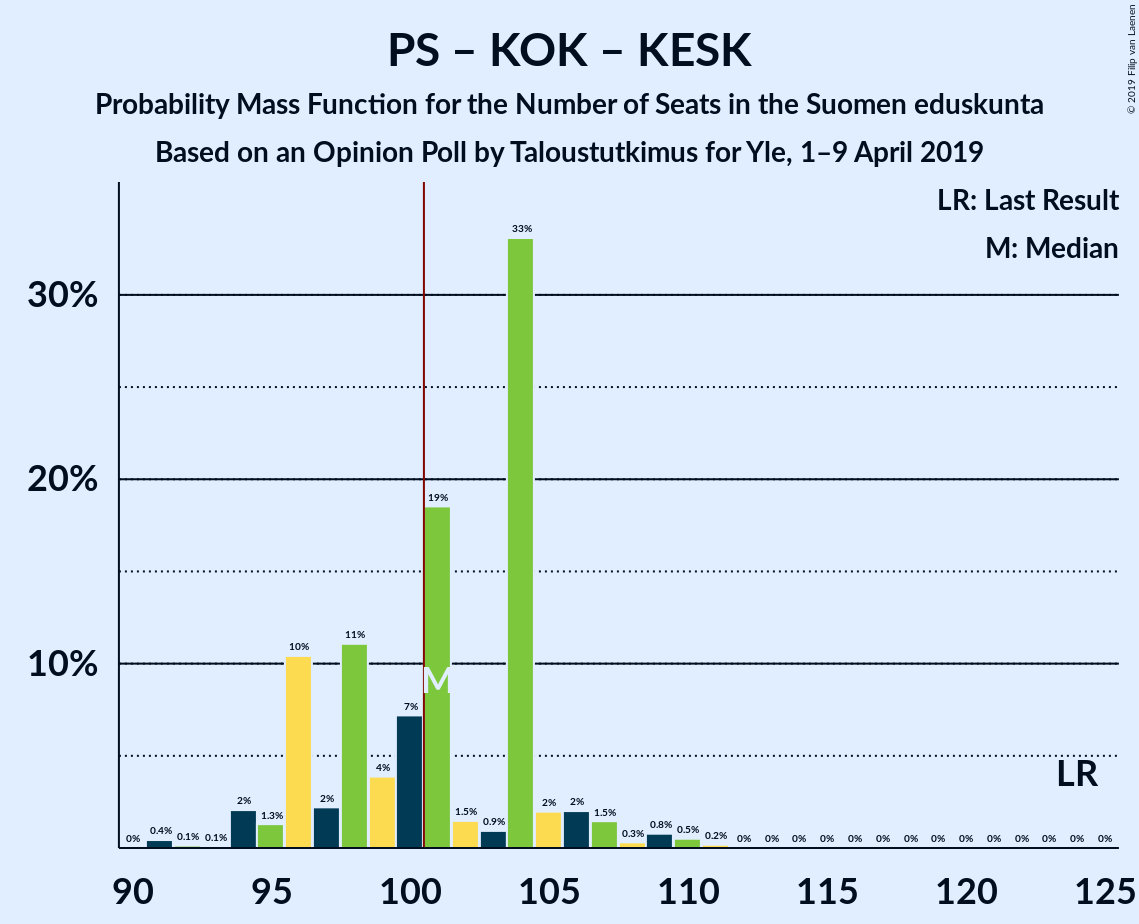 PS – KOK – KESK
Probability Mass Function for the Number of Seats in the Suomen eduskunta
Based on an Opinion Poll by Taloustutkimus for Yle, 1–9 April 2019
© 2019 Filip van Laenen
LR: Last Result
M: Median
30%
20%
10%
0% 0.4% 0.1% 0.1% 2% 1.3% 10% 2% 11% 4% 7% 19% 1.5% 0.9% 33% 2% 2% 1.5% 0.3% 0.8% 0.5% 0.2% 0% 0% 0% 0% 0% 0% 0% 0% 0% 0% 0% 0% 0% 0%
M
LR
90 95 100 105 110 115 120 125